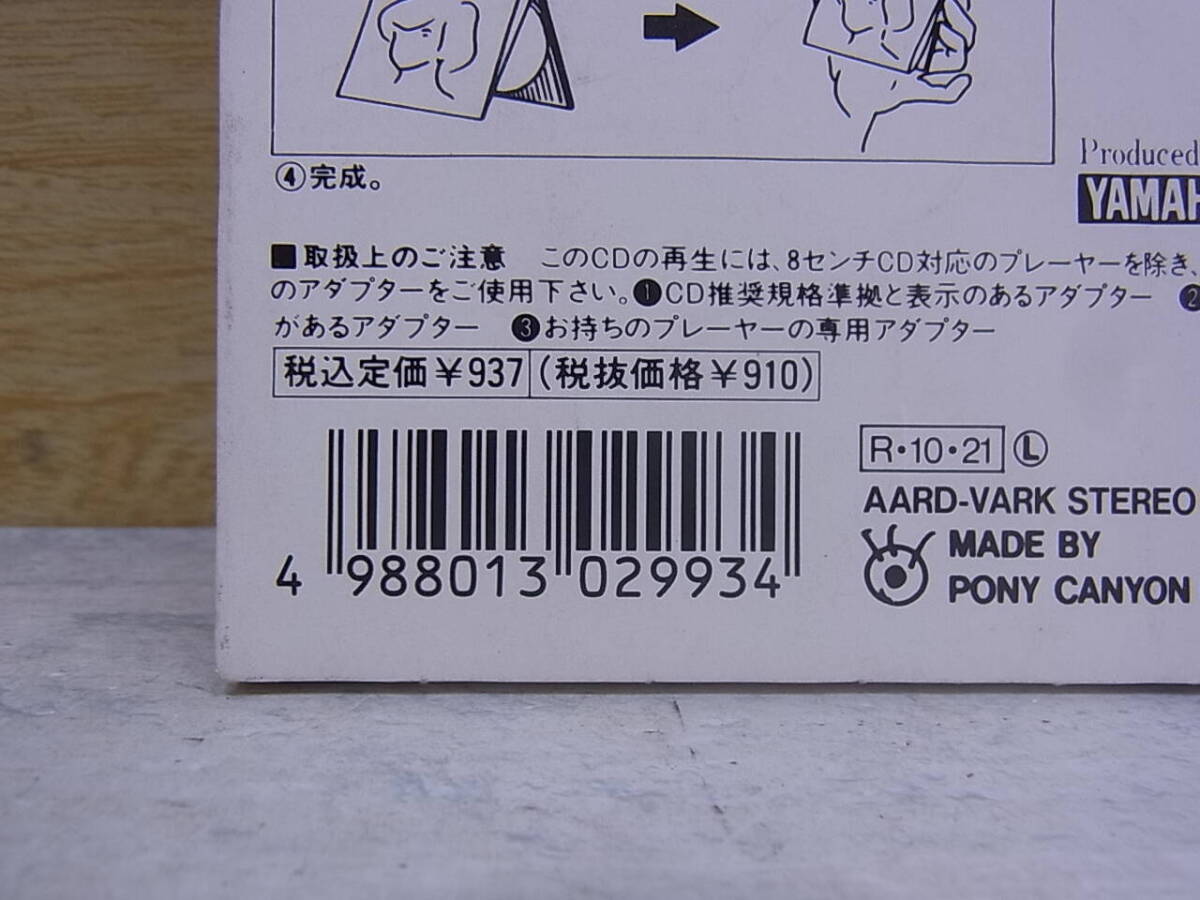 ④完成。
Produced
YAMAH
■取扱上のご注意 このCDの再生には、8センチCD対応のプレーヤーを除き、
のアダプターをご使用下さい。❶CD推奨規格準拠と表示のあるアダプター ❷
があるアダプター ❸お持ちのプレーヤーの専用アダプター
税込定価￥937 (税抜価格￥910)
R・10・21 Ⓛ
AARD-VARK STEREO
MADE BY
PONY CANYON
4 988013 029934